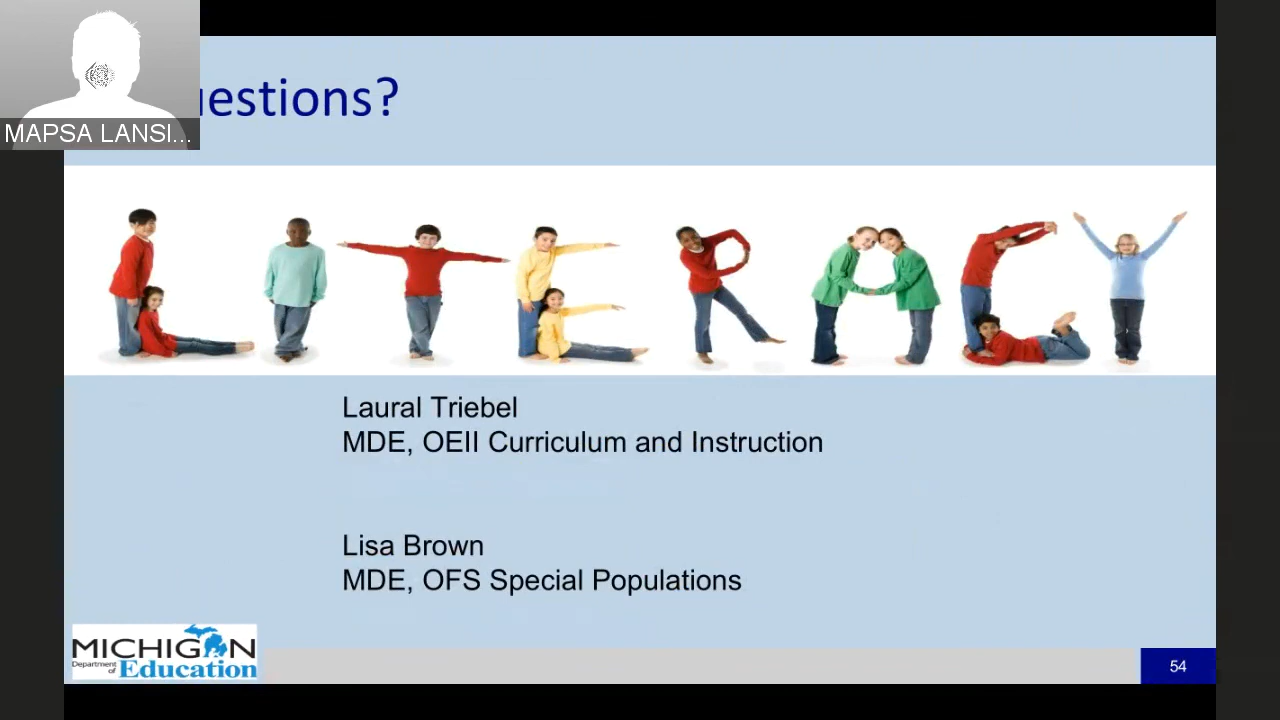 uestions?
MAPSA LANSI...
LITERACY
Laural Triebel
MDE, OEII Curriculum and Instruction
Lisa Brown
MDE, OFS Special Populations
MICHIGAN
Department
of Education
54